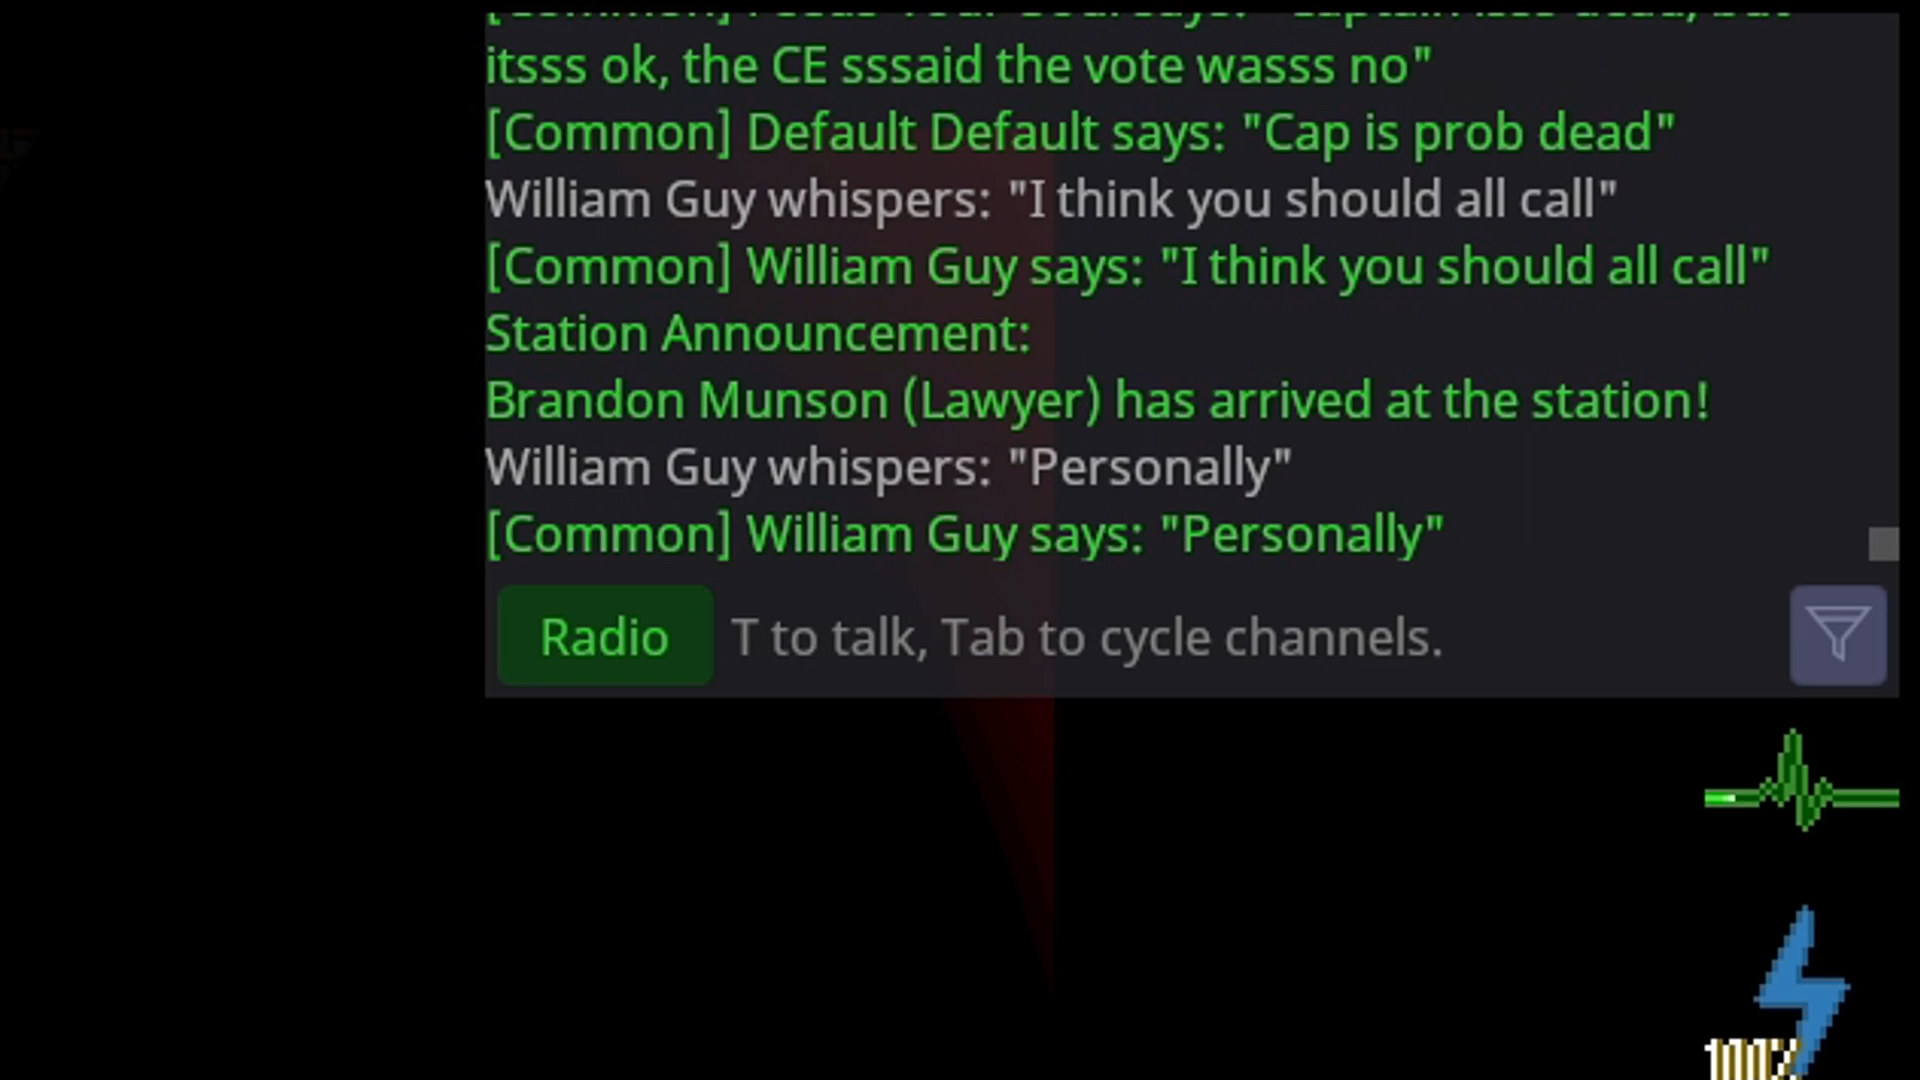 itsss ok, the CE sssaid the vote wasss no"
[Common] Default Default says: "Cap is prob dead"
William Guy whispers: "I think you should all call"
[Common] William Guy says: "I think you should all call"
Station Announcement:
Brandon Munson (Lawyer) has arrived at the station!
William Guy whispers: "Personally"
[Common] William Guy says: "Personally"
Radio T to talk, Tab to cycle channels.
100%